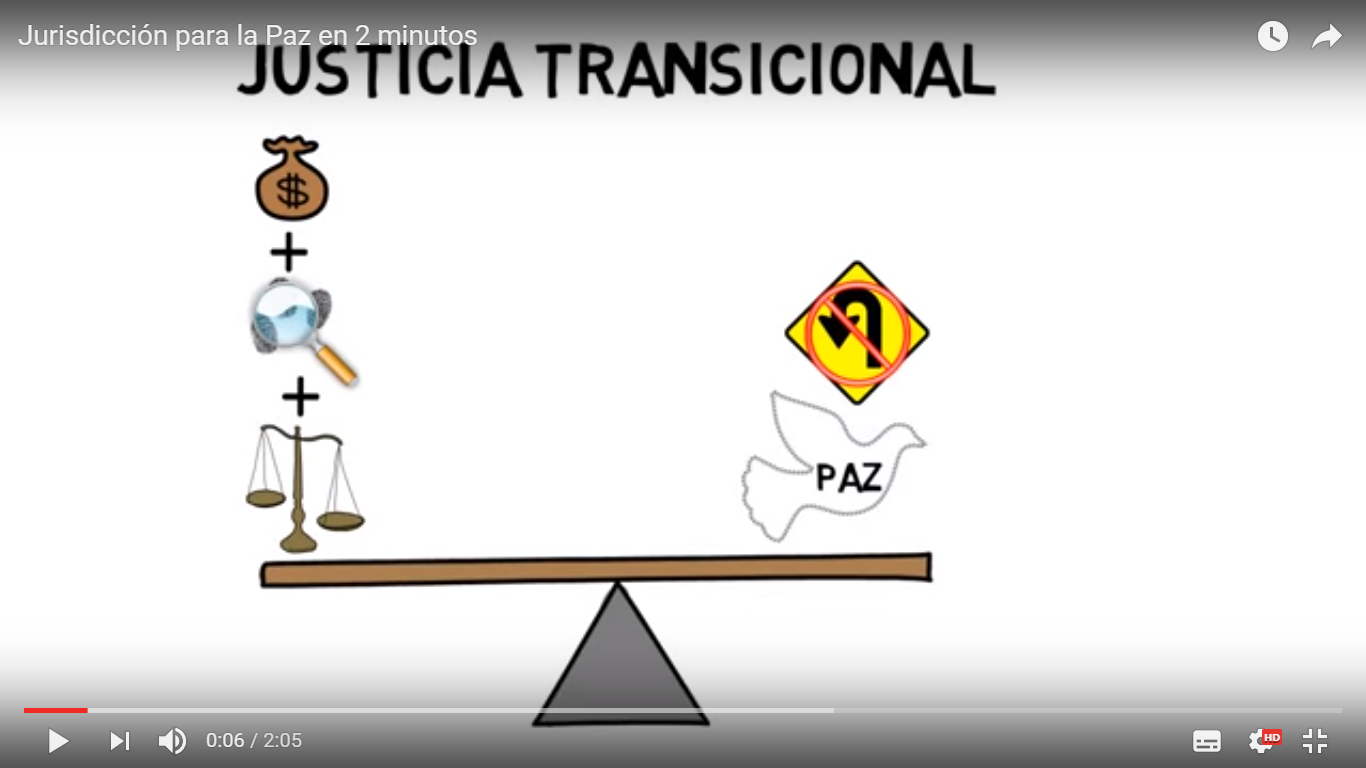 Jurisdicción para la Paz en 2 minutos
JUSTICIA TRANSICIONAL
$
+
+
PAZ
0:06 / 2:05
HD